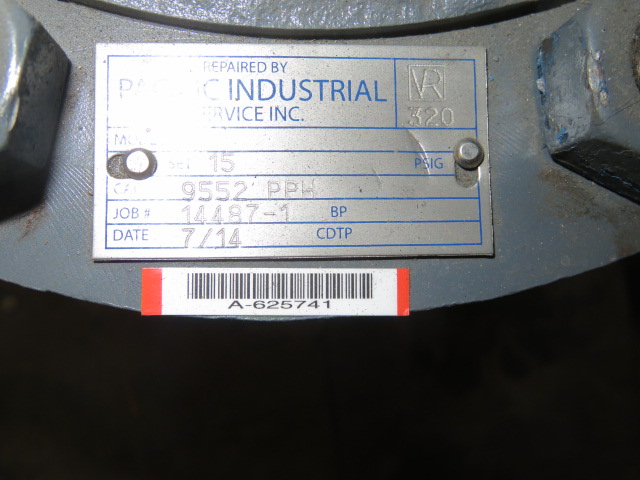 REPAIRED BY
INDUSTRIAL
SERVICE INC.
VR
320
SET 15 PSIG
9552 PPH
JOB # 14487-1 BP
DATE 7/14 CDTP
A-625741